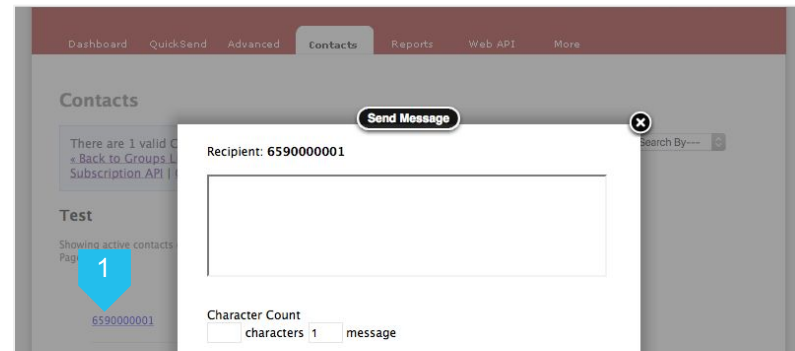 Dashboard QuickSend Advanced Contacts Reports Web API More
Contacts
Send Message
There are 1 valid C
« Back to Groups L
Subscription API |
Recipient: 6590000001
Search By---
Test
Showing active contacts
Pag
1
6590000001
Character Count
characters 1 message